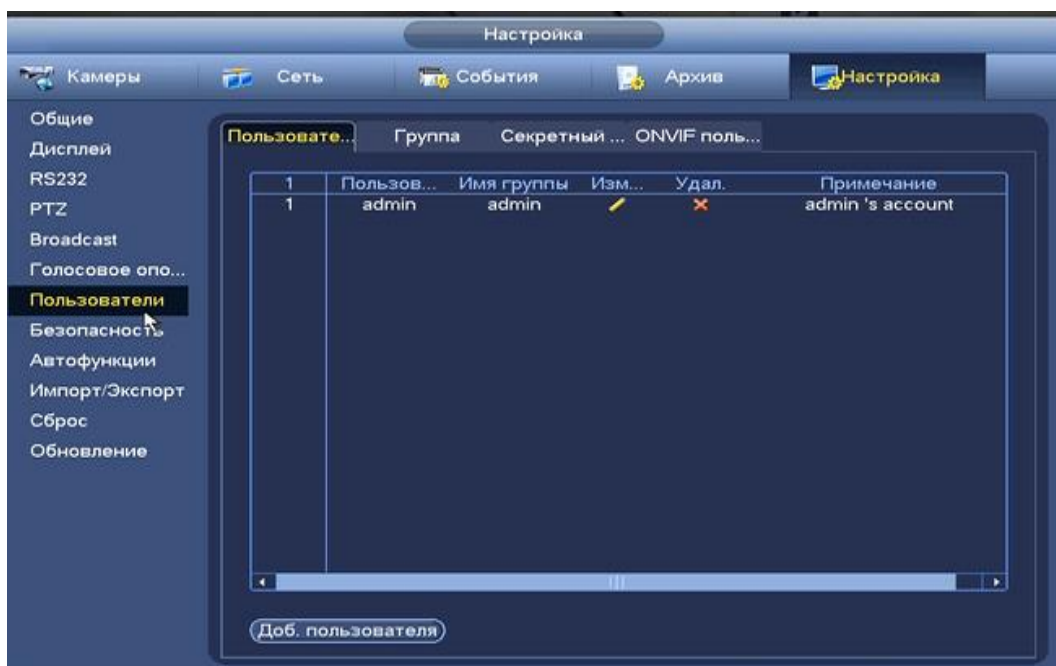 Настройка
Камеры Сеть События Архив Настройка
Общие
Дисплей
RS232
PTZ
Broadcast
Голосовое опо...
Пользователи
Безопасность
Автофункции
Импорт/Экспорт
Сброс
Обновление
Пользовате... Группа Секретный ... ONVIF поль...
1 Пользов... Имя группы Изм... Удал. Примечание
1 admin admin admin 's account
Доб. пользователя